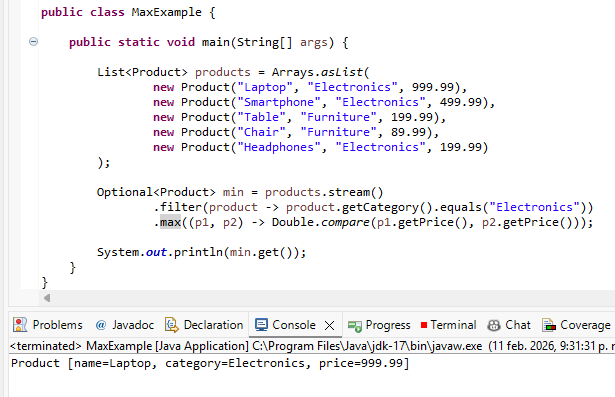 public class MaxExample {
public static void main(String[] args) {
List<Product> products = Arrays.asList(
new Product("Laptop", "Electronics", 999.99),
new Product("Smartphone", "Electronics", 499.99),
new Product("Table", "Furniture", 199.99),
new Product("Chair", "Furniture", 89.99),
new Product("Headphones", "Electronics", 199.99)
);
Optional<Product> min = products.stream()
.filter(product -> product.getCategory().equals("Electronics"))
.max((p1, p2) -> Double.compare(p1.getPrice(), p2.getPrice()));
System.out.println(min.get());
}
}
Problems @ Javadoc Declaration Console Progress Terminal Chat Coverage
<terminated> MaxExample [Java Application] C:\Program Files\Java\jdk-17\bin\javaw.exe (11 feb. 2026, 9:31:31 p.
Product [name=Laptop, category=Electronics, price=999.99]